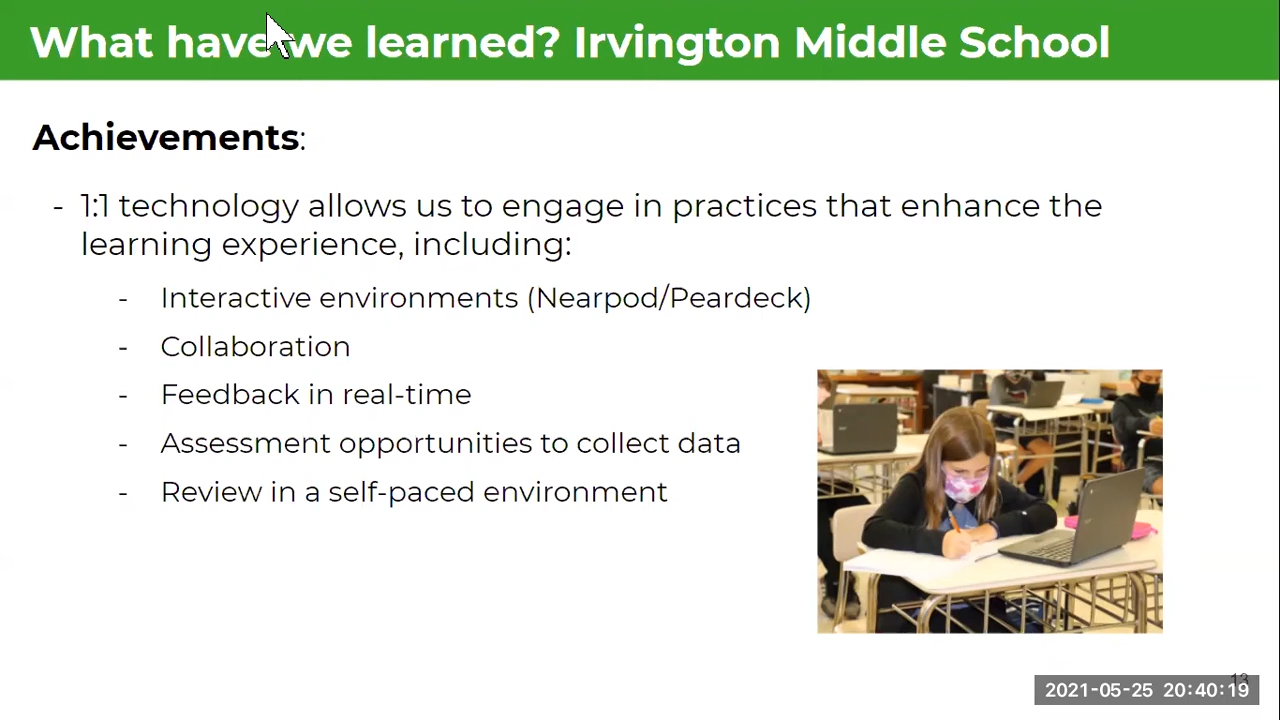 What have we learned? Irvington Middle School
Achievements:
- 1:1 technology allows us to engage in practices that enhance the
learning experience, including:
- Interactive environments (Nearpod/Peardeck)
- Collaboration
- Feedback in real-time
- Assessment opportunities to collect data
- Review in a self-paced environment
13
2021-05-25 20:40:19